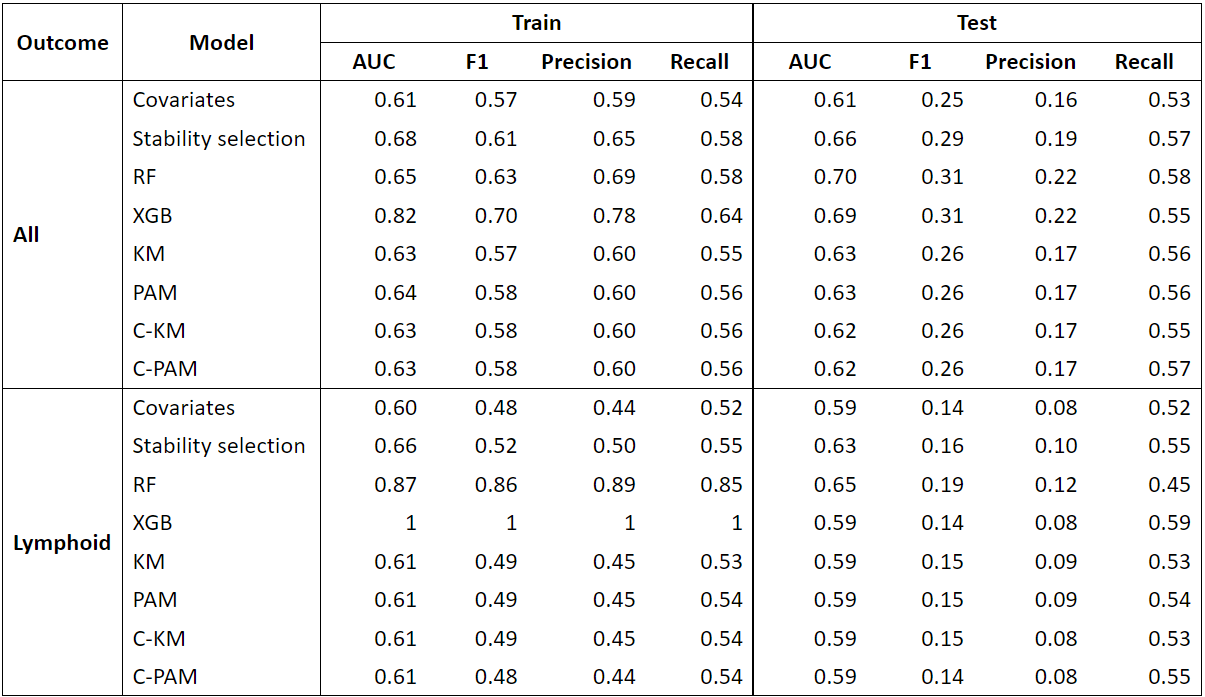 Outcome Model Train Test
AUC F1 Precision Recall AUC F1 Precision Recall
All
Covariates 0.61 0.57 0.59 0.54 0.61 0.25 0.16 0.53
Stability selection 0.68 0.61 0.65 0.58 0.66 0.29 0.19 0.57
RF 0.65 0.63 0.69 0.58 0.70 0.31 0.22 0.58
XGB 0.82 0.70 0.78 0.64 0.69 0.31 0.22 0.55
KM 0.63 0.57 0.60 0.55 0.63 0.26 0.17 0.56
PAM 0.64 0.58 0.60 0.56 0.63 0.26 0.17 0.56
C-KM 0.63 0.58 0.60 0.56 0.62 0.26 0.17 0.55
C-PAM 0.63 0.58 0.60 0.56 0.62 0.26 0.17 0.57
Lymphoid
Covariates 0.60 0.48 0.44 0.52 0.59 0.14 0.08 0.52
Stability selection 0.66 0.52 0.50 0.55 0.63 0.16 0.10 0.55
RF 0.87 0.86 0.89 0.85 0.65 0.19 0.12 0.45
XGB 1 1 1 1 0.59 0.14 0.08 0.59
KM 0.61 0.49 0.45 0.53 0.59 0.15 0.09 0.53
PAM 0.61 0.49 0.45 0.54 0.59 0.15 0.09 0.54
C-KM 0.61 0.49 0.45 0.54 0.59 0.15 0.08 0.53
C-PAM 0.61 0.48 0.44 0.54 0.59 0.14 0.08 0.55